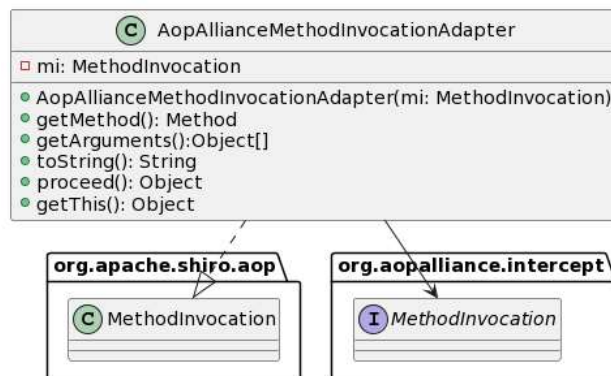 C AopAllianceMethodInvocationAdapter
mi: MethodInvocation
AopAllianceMethodInvocationAdapter(mi: MethodInvocation)
getMethod(): Method
getArguments():Object[]
toString(): String
proceed(): Object
getThis(): Object
org.apache.shiro.aop
C MethodInvocation
org.aopalliance.intercept
I MethodInvocation